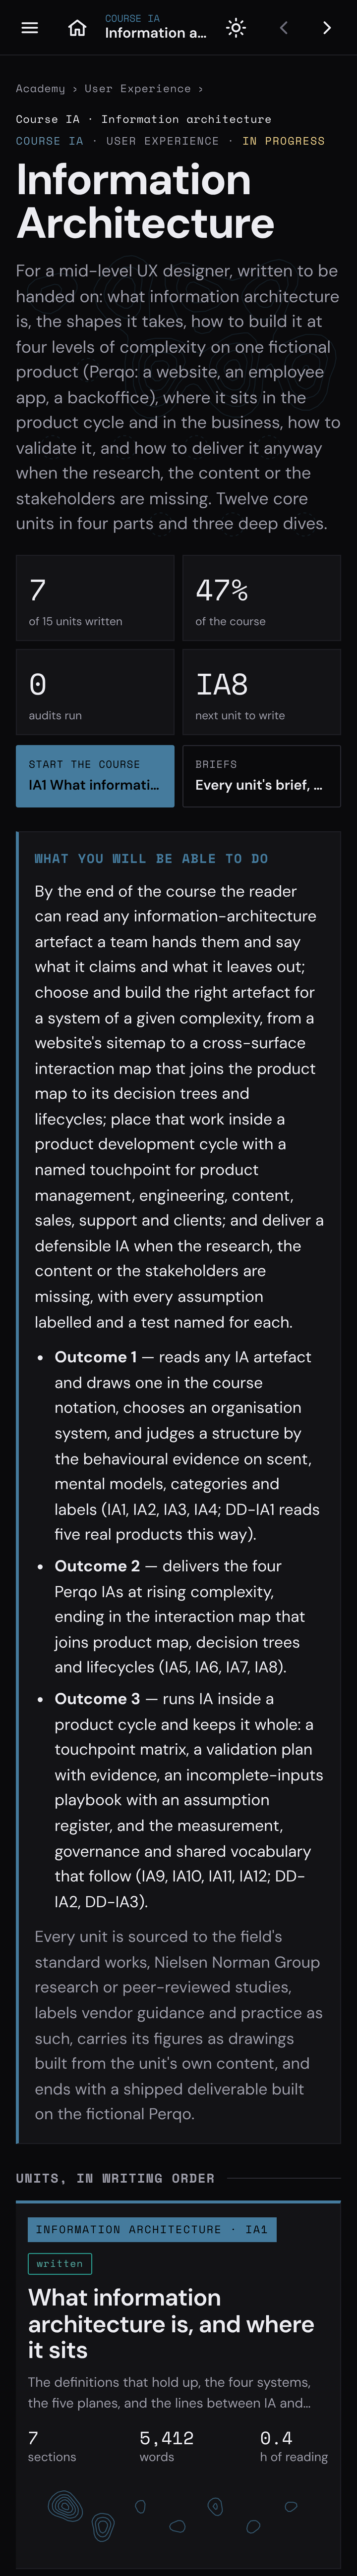 COURSE IA
Information a...
Academy › User Experience ›
Course IA · Information architecture
COURSE IA · USER EXPERIENCE · IN PROGRESS
Information
Architecture
For a mid-level UX designer, written to be
handed on: what information architecture
is, the shapes it takes, how to build it at
four levels of complexity on one fictional
product (Perqo: a website, an employee
app, a backoffice), where it sits in the
product cycle and in the business, how to
validate it, and how to deliver it anyway
when the research, the content or the
stakeholders are missing. Twelve core
units in four parts and three deep dives.
7
of 15 units written
47%
of the course
0
audits run
IA8
next unit to write
START THE COURSE
IA1 What informati...
BRIEFS
Every unit's brief, ...
WHAT YOU WILL BE ABLE TO DO
By the end of the course the reader
can read any information-architecture
artefact a team hands them and say
what it claims and what it leaves out;
choose and build the right artefact for
a system of a given complexity, from a
website's sitemap to a cross-surface
interaction map that joins the product
map to its decision trees and
lifecycles; place that work inside a
product development cycle with a
named touchpoint for product
management, engineering, content,
sales, support and clients; and deliver a
defensible IA when the research, the
content or the stakeholders are
missing, with every assumption
labelled and a test named for each.
• Outcome 1 — reads any IA artefact
and draws one in the course
notation, chooses an organisation
system, and judges a structure by
the behavioural evidence on scent,
mental models, categories and
labels (IA1, IA2, IA3, IA4; DD-IA1 reads
five real products this way).
• Outcome 2 — delivers the four
Perqo IAs at rising complexity,
ending in the interaction map that
joins product map, decision trees
and lifecycles (IA5, IA6, IA7, IA8).
• Outcome 3 — runs IA inside a
product cycle and keeps it whole: a
touchpoint matrix, a validation plan
with evidence, an incomplete-inputs
playbook with an assumption
register, and the measurement,
governance and shared vocabulary
that follow (IA9, IA10, IA11, IA12; DD-
IA2, DD-IA3).
Every unit is sourced to the field's
standard works, Nielsen Norman Group
research or peer-reviewed studies,
labels vendor guidance and practice as
such, carries its figures as drawings
built from the unit's own content, and
ends with a shipped deliverable built
on the fictional Perqo.
UNITS, IN WRITING ORDER
INFORMATION ARCHITECTURE · IA1
written
What information
architecture is, and where
it sits
The definitions that hold up, the four systems,
the five planes, and the lines between IA and...
7
sections
5,412
words
0.4
h of reading